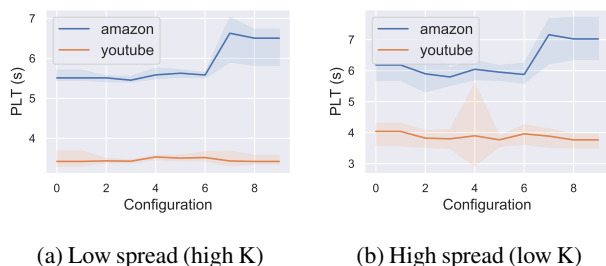 7
6
5
4
PLT (s)
amazon
youtube
0 2 4 6 8
Configuration
(a) Low spread (high K)
7
6
5
4
3
PLT (s)
amazon
youtube
0 2 4 6 8
Configuration
(b) High spread (low K)